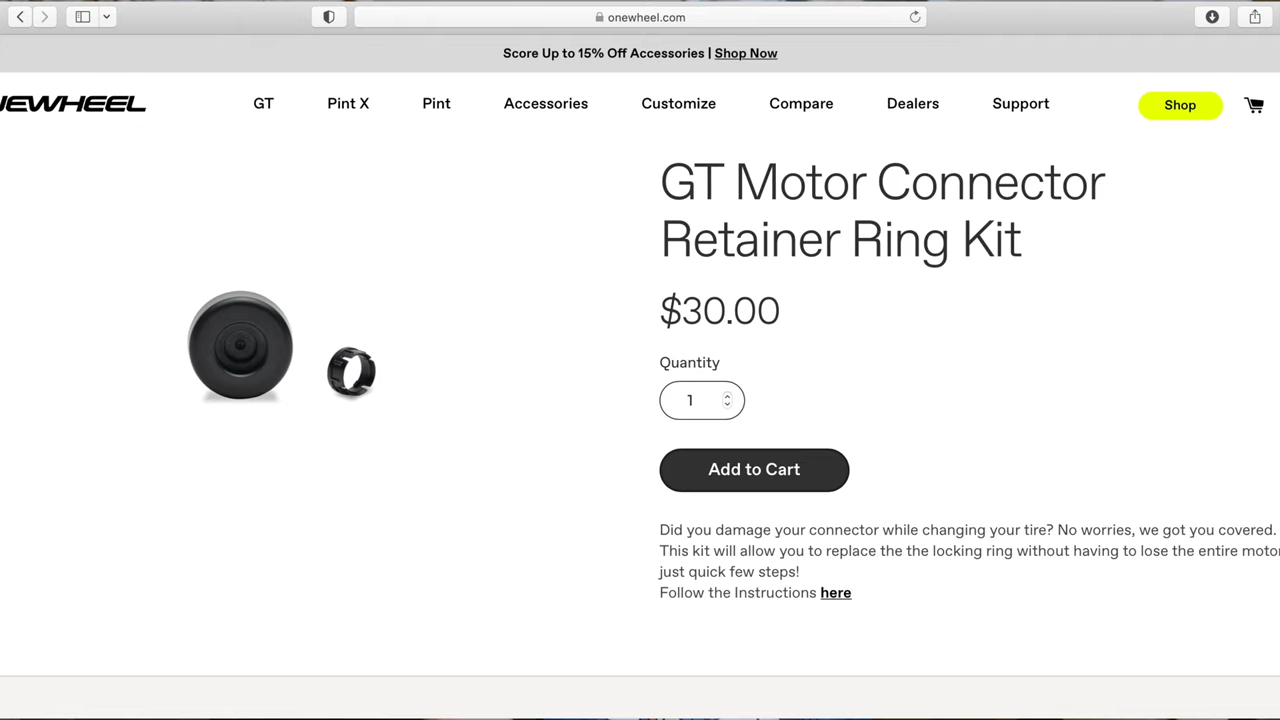 onewheel.com
Score Up to 15% Off Accessories | Shop Now
EWHEEL GT Pint X Pint Accessories Customize Compare Dealers Support Shop
GT Motor Connector
Retainer Ring Kit
$30.00
Quantity
1
Add to Cart
Did you damage your connector while changing your tire? No worries, we got you covered.
This kit will allow you to replace the the locking ring without having to lose the entire motor
just quick few steps!
Follow the Instructions here